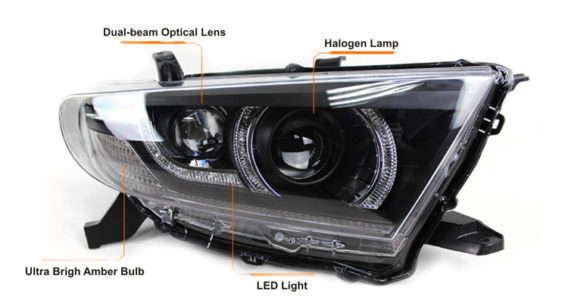 Dual-beam Optical Lens
Halogen Lamp
Ultra Brigh Amber Bulb
LED Light